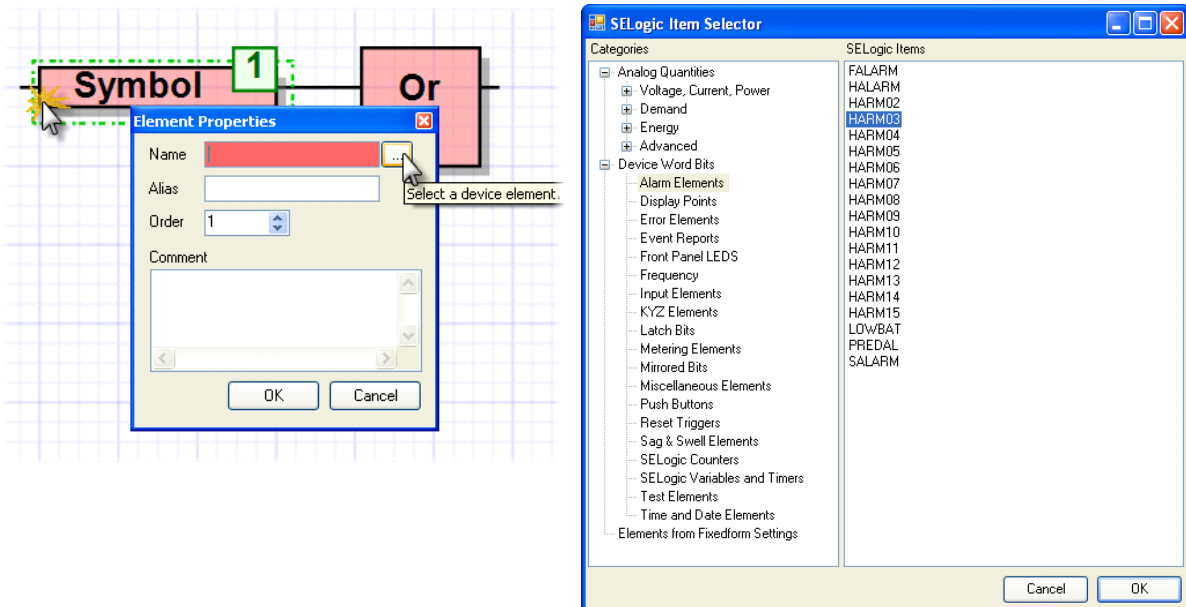 Symbol
1
Or
Element Properties
Name
...
Select a device element.
Alias
Order
1
Comment
OK
Cancel
SELogic Item Selector
Categories
Analog Quantities
Voltage, Current, Power
Demand
Energy
Advanced
Device Word Bits
Alarm Elements
Display Points
Error Elements
Event Reports
Front Panel LEDS
Frequency
Input Elements
KYZ Elements
Latch Bits
Metering Elements
Mirrored Bits
Miscellaneous Elements
Push Buttons
Reset Triggers
Sag & Swell Elements
SELogic Counters
SELogic Variables and Timers
Test Elements
Time and Date Elements
Elements from Fixedform Settings
SELogic Items
FALARM
HALARM
HARM02
HARM03
HARM04
HARM05
HARM06
HARM07
HARM08
HARM09
HARM10
HARM11
HARM12
HARM13
HARM14
HARM15
LOWBAT
PREDAL
SALARM
Cancel
OK